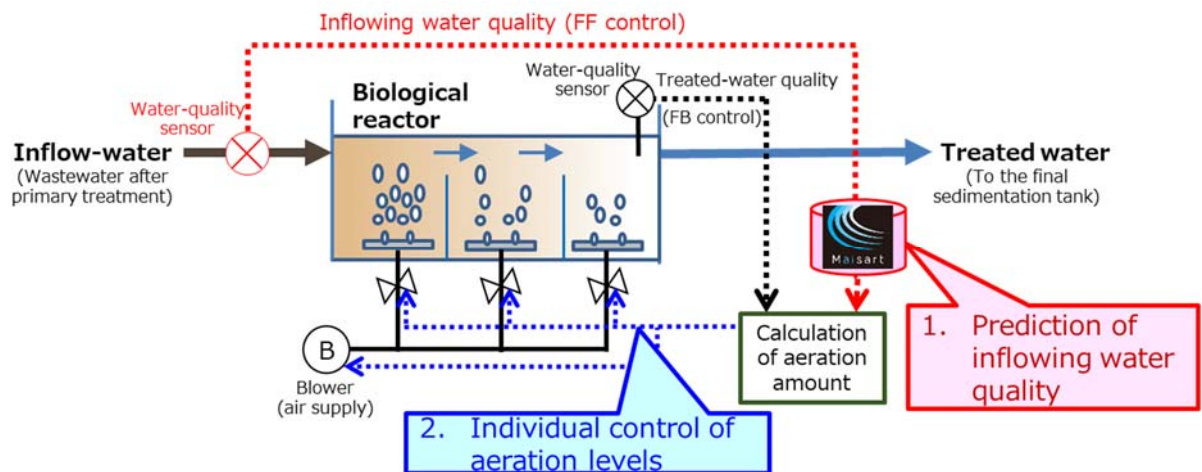 Inflowing water quality (FF control)
Water-quality
sensor
Biological
reactor
Water-quality
sensor
Treated-water quality
(FB control)
Inflow-water
(Wastewater after
primary treatment)
Treated water
(To the final
sedimentation tank)
Maisart
B
Blower
(air supply)
Calculation
of aeration
amount
1. Prediction of
inflowing water
quality
2. Individual control of
aeration levels